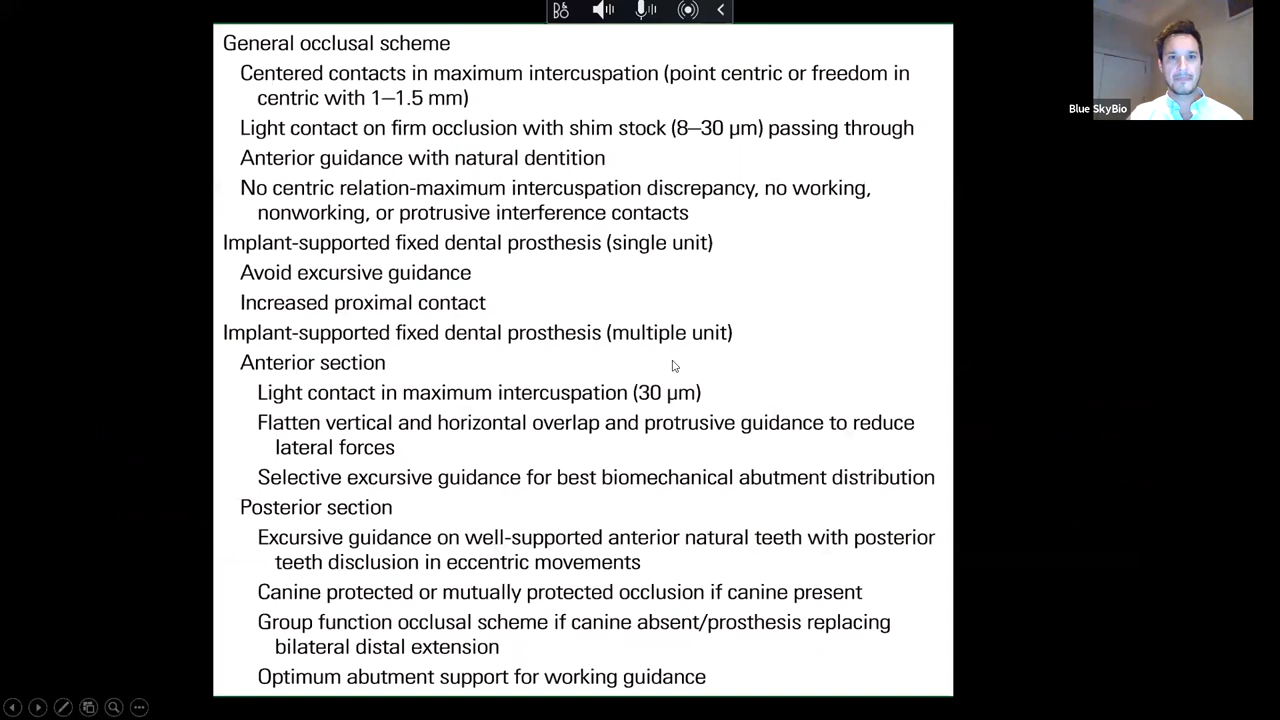 General occlusal scheme
Centered contacts in maximum intercuspation (point centric or freedom in
centric with 1–1.5 mm)
Light contact on firm occlusion with shim stock (8–30 μm) passing through
Anterior guidance with natural dentition
No centric relation-maximum intercuspation discrepancy, no working,
nonworking, or protrusive interference contacts
Implant-supported fixed dental prosthesis (single unit)
Avoid excursive guidance
Increased proximal contact
Implant-supported fixed dental prosthesis (multiple unit)
Anterior section
Light contact in maximum intercuspation (30 μm)
Flatten vertical and horizontal overlap and protrusive guidance to reduce
lateral forces
Selective excursive guidance for best biomechanical abutment distribution
Posterior section
Excursive guidance on well-supported anterior natural teeth with posterior
teeth disclusion in eccentric movements
Canine protected or mutually protected occlusion if canine present
Group function occlusal scheme if canine absent/prosthesis replacing
bilateral distal extension
Optimum abutment support for working guidance
Blue SkyBio